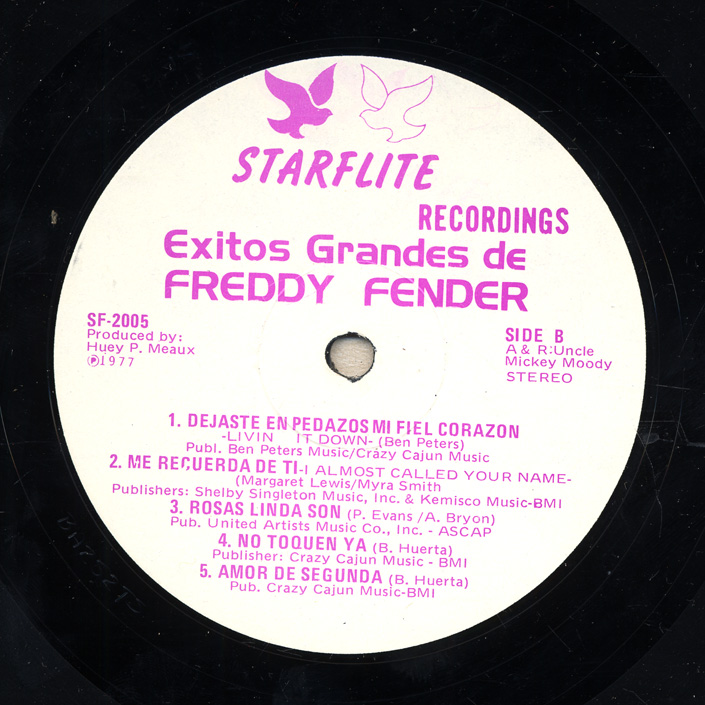 STARFLITE
RECORDINGS
Exitos Grandes de
FREDDY FENDER
SF-2005
Produced by:
Huey P. Meaux
℗1977
SIDE B
A & R:Uncle
Mickey Moody
STEREO
1. DEJASTE EN PEDAZOS MI FIEL CORAZON
-LIVIN IT DOWN- (Ben Peters)
Publ. Ben Peters Music/Crazy Cajun Music
2. ME RECUERDA DE TI-I ALMOST CALLED YOUR NAME-
(Margaret Lewis/Myra Smith
Publishers: Shelby Singleton Music, Inc. & Kemisco Music-BMI
3. ROSAS LINDA SON (P. Evans /A. Bryon)
Pub. United Artists Music Co., Inc. - ASCAP
4. NO TOQUEN YA (B. Huerta)
Publisher: Crazy Cajun Music - BMI
5. AMOR DE SEGUNDA (B. Huerta)
Pub. Crazy Cajun Music-BMI